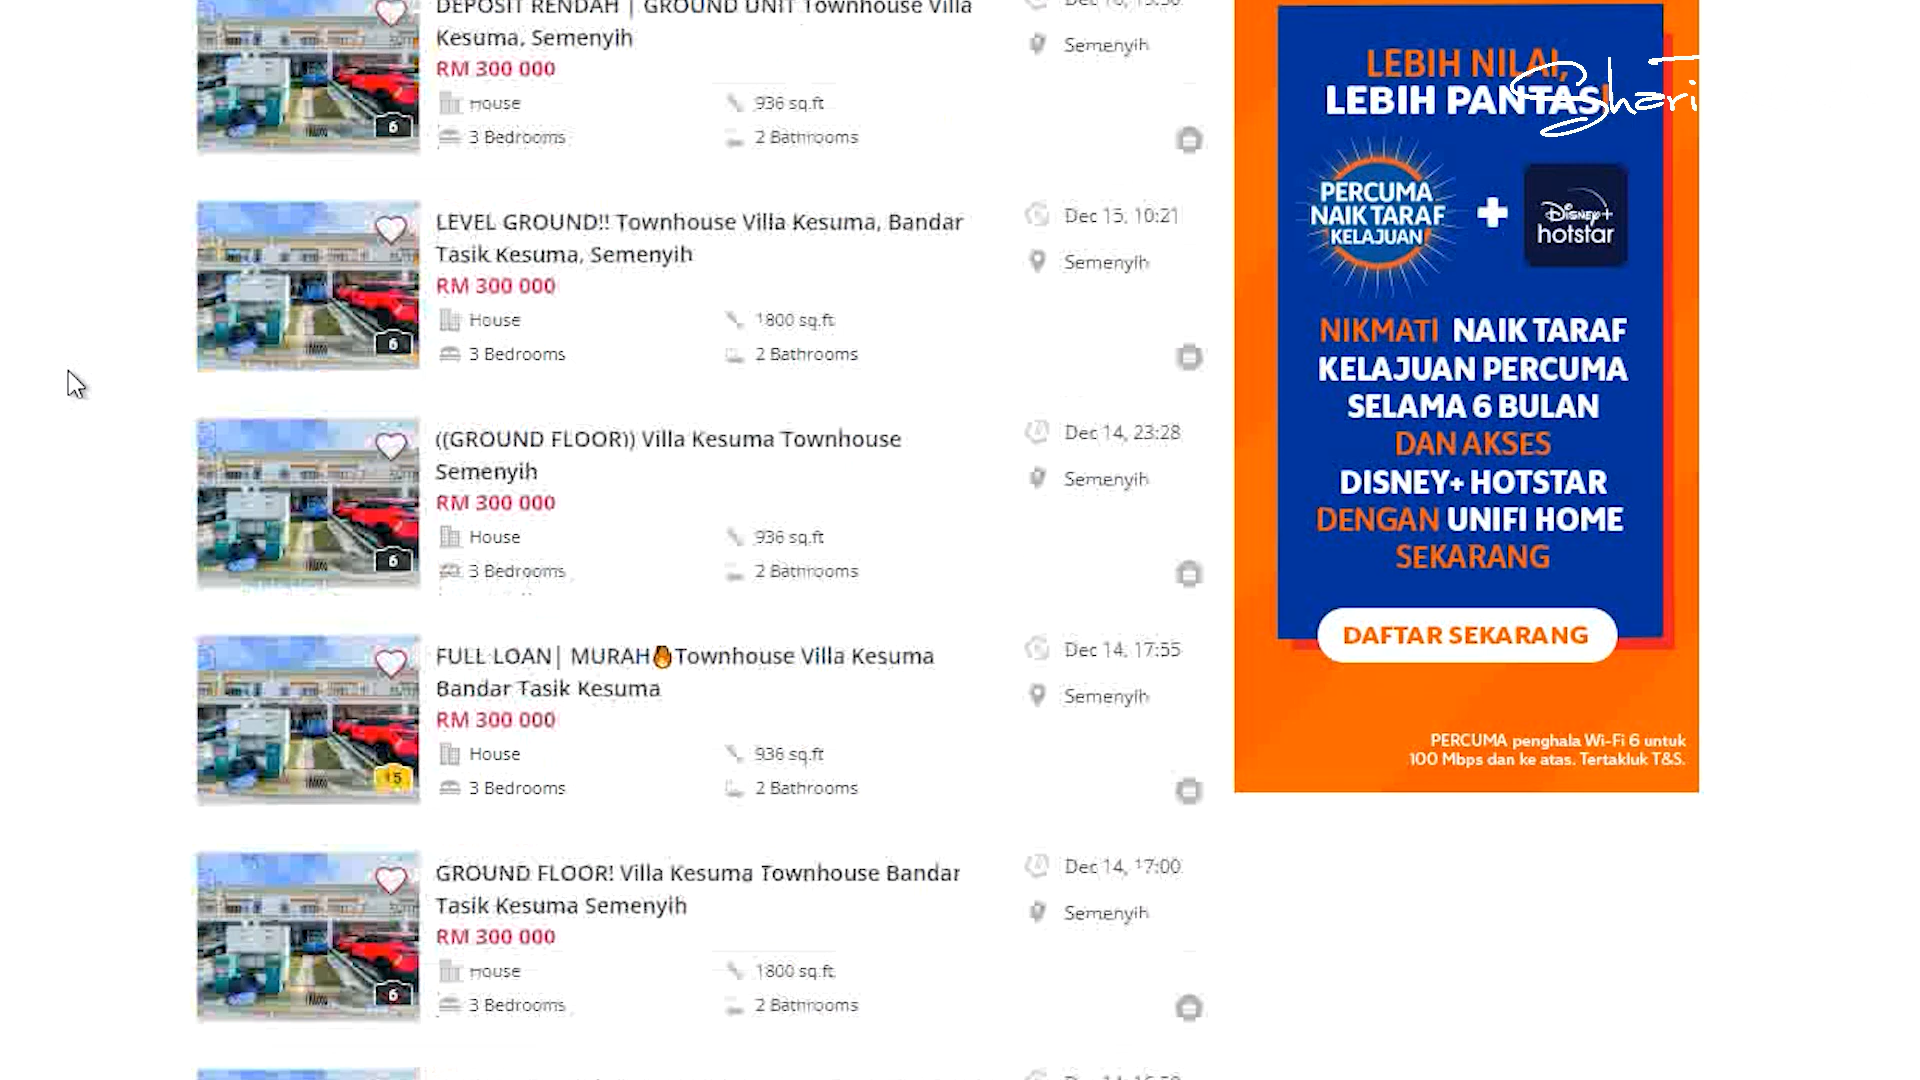 DEPOSIT RENDAH | GROUND UNIT Townhouse Villa
Kesuma, Semenyih
RM 300 000
House
936 sq.ft
3 Bedrooms
2 Bathrooms
Semenyih
6
LEVEL GROUND!! Townhouse Villa Kesuma, Bandar
Tasik Kesuma, Semenyih
RM 300 000
House
1800 sq.ft
3 Bedrooms
2 Bathrooms
Dec 15, 10:21
Semenyih
6
((GROUND FLOOR)) Villa Kesuma Townhouse
Semenyih
RM 300 000
House
936 sq.ft
3 Bedrooms
2 Bathrooms
Dec 14, 23:28
Semenyih
6
FULL LOAN| MURAH🔥Townhouse Villa Kesuma
Bandar Tasik Kesuma
RM 300 000
House
936 sq.ft
3 Bedrooms
2 Bathrooms
Dec 14, 17:55
Semenyih
15
GROUND FLOOR! Villa Kesuma Townhouse Bandar
Tasik Kesuma Semenyih
RM 300 000
House
1800 sq.ft
3 Bedrooms
2 Bathrooms
Dec 14, 17:00
Semenyih
6
LEBIH NILAI,
LEBIH PANTAS!
PERCUMA
NAIK TARAF
KELAJUAN
+
Disney+
hotstar
NIKMATI NAIK TARAF
KELAJUAN PERCUMA
SELAMA 6 BULAN
DAN AKSES
DISNEY+ HOTSTAR
DENGAN UNIFI HOME
SEKARANG
DAFTAR SEKARANG
PERCUMA penghala Wi-Fi 6 untuk
100 Mbps dan ke atas. Tertakluk T&S.